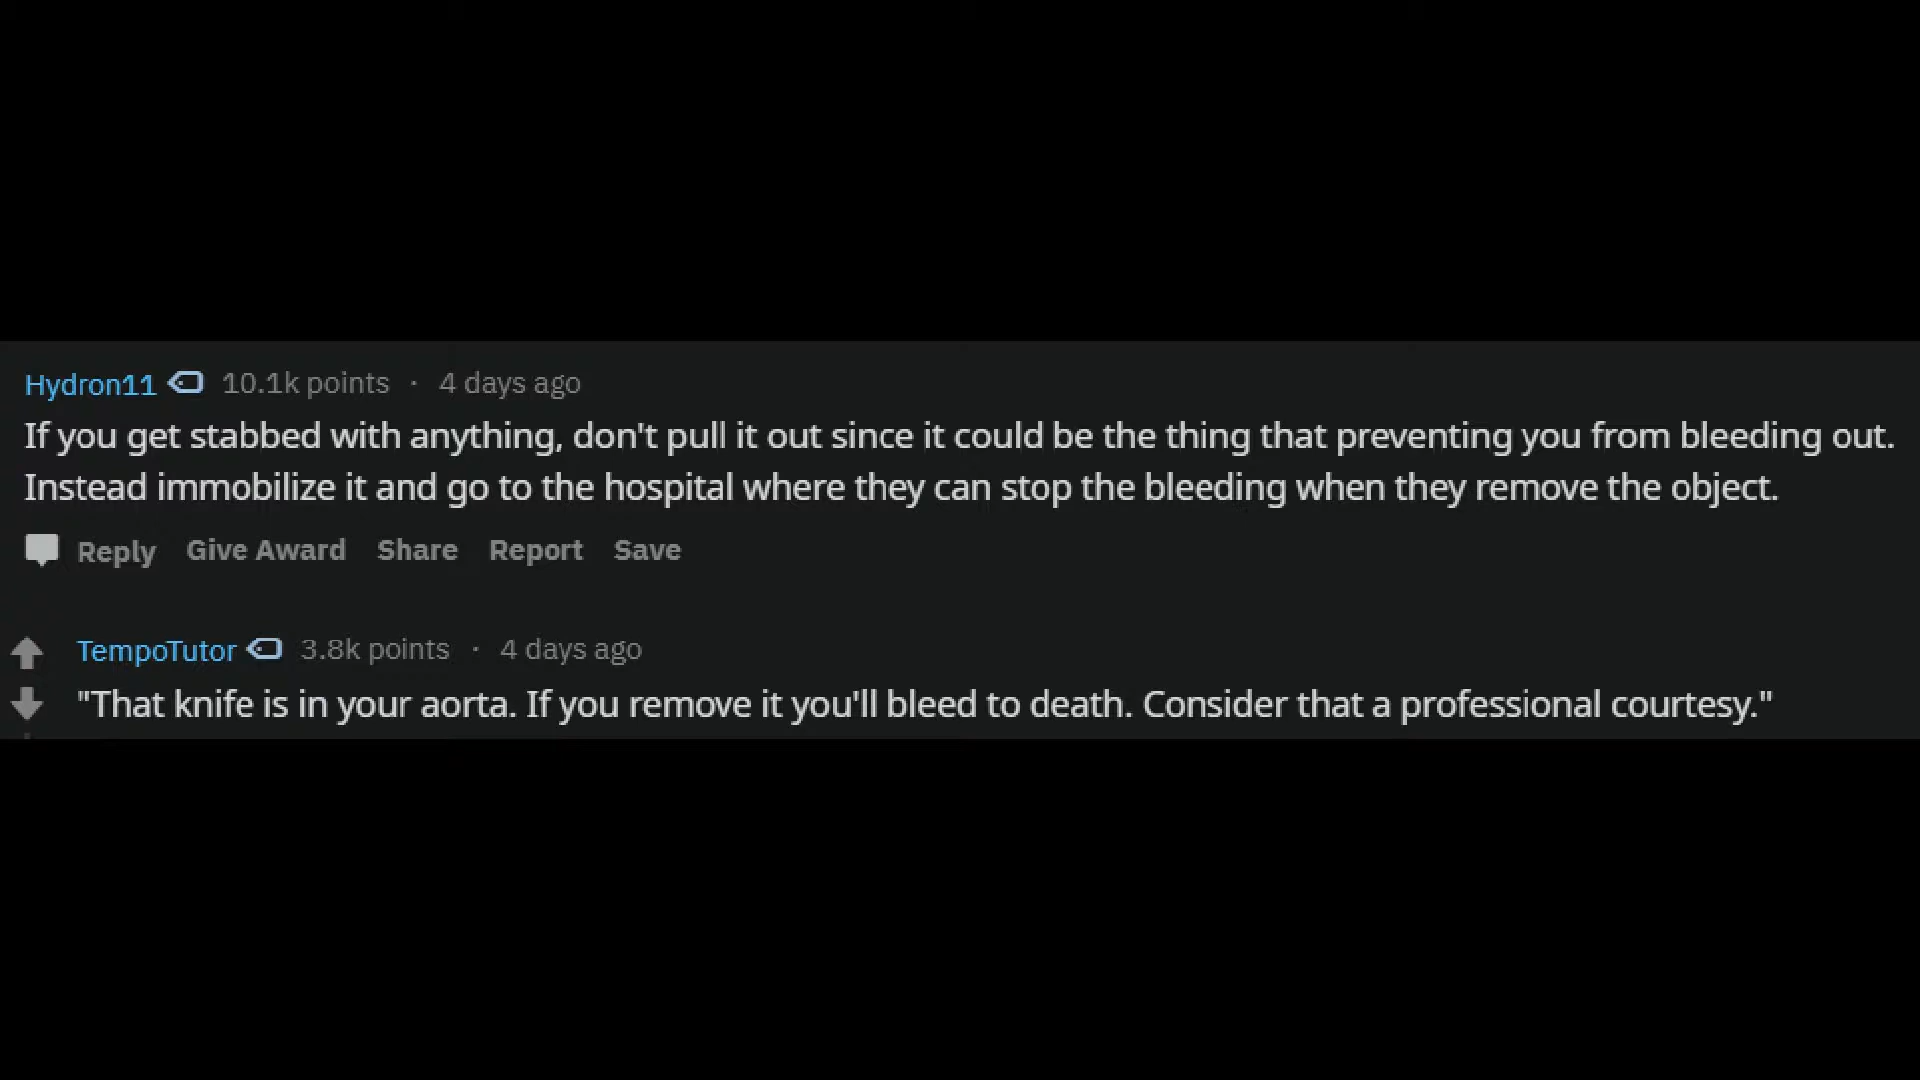 Hydron11 10.1k points · 4 days ago
If you get stabbed with anything, don't pull it out since it could be the thing that preventing you from bleeding out.
Instead immobilize it and go to the hospital where they can stop the bleeding when they remove the object.
Reply Give Award Share Report Save
TempoTutor 3.8k points · 4 days ago
"That knife is in your aorta. If you remove it you'll bleed to death. Consider that a professional courtesy."